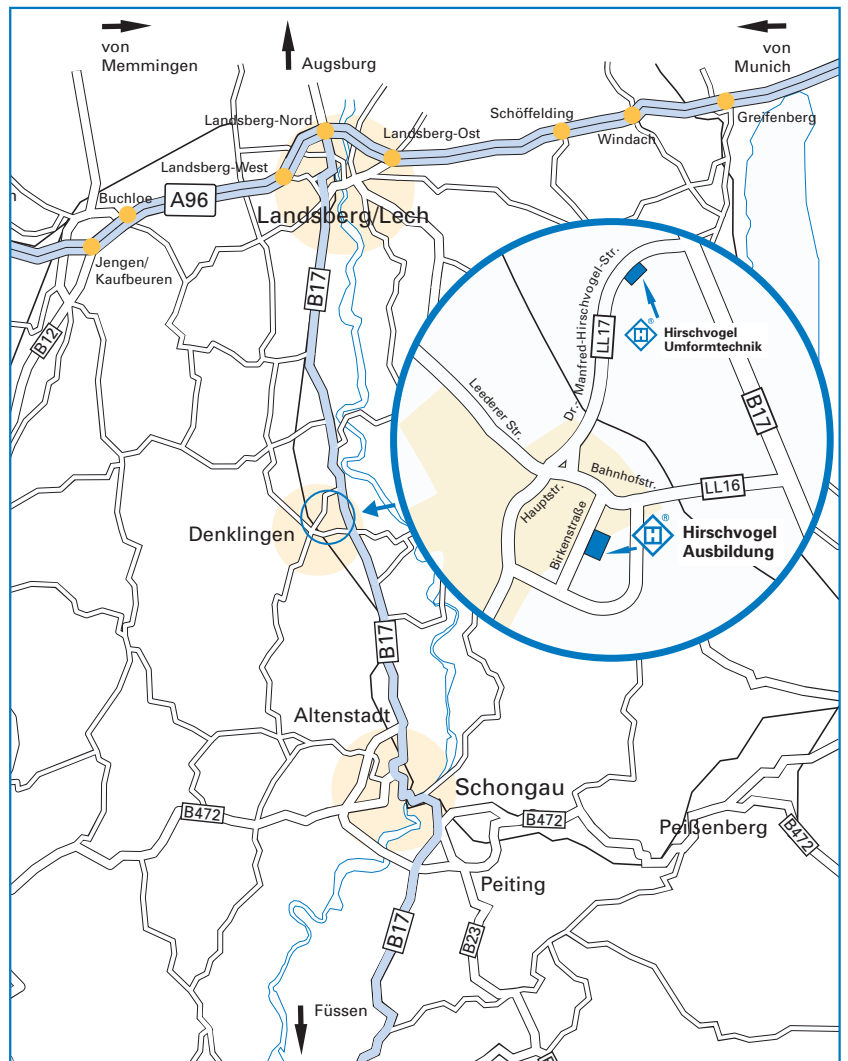 von
Memmingen
Augsburg
von
Munich
Landsberg-Nord
Landsberg-Ost
Schöffelding
Windach
Greifenberg
Landsberg-West
Buchloe
A96
Landsberg/Lech
Jengen/
Kaufbeuren
B12
B17
Dr.- Manfred-Hirschvogel-Str.
LL17
®
H
Hirschvogel
Umformtechnik
B17
Leederer Str.
Bahnhofstr.
LL16
Hauptstr.
Birkenstraße
®
H
Hirschvogel
Ausbildung
Denklingen
B17
Altenstadt
Schongau
B472
B472
Peißenberg
B472
Peiting
B17
B23
Füssen